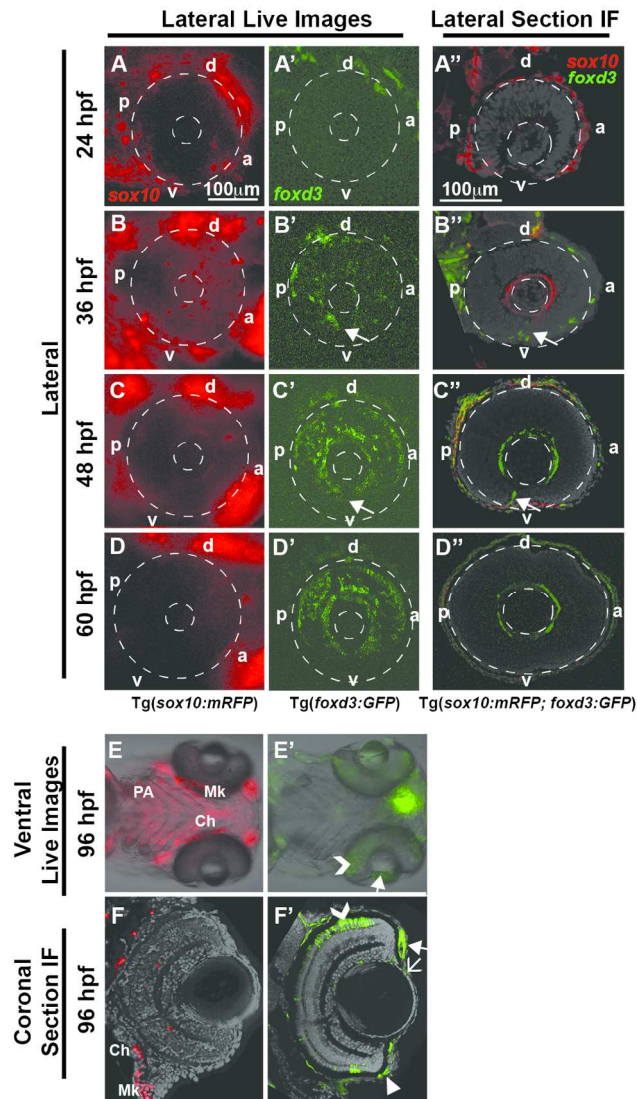 Lateral Live Images
Lateral Section IF
Lateral
24 hpf
A
d
p
a
v
sox10
100µm
A'
d
p
a
v
foxd3
A"
d
sox10
foxd3
p
a
v
100µm
36 hpf
B
d
p
a
v
B'
d
p
a
v
B"
d
p
a
v
48 hpf
C
d
p
a
v
C'
d
p
a
v
C"
d
p
a
v
60 hpf
D
d
p
a
v
D'
d
p
a
v
D"
d
p
a
v
Tg(sox10:mRFP)
Tg(foxd3:GFP)
Tg(sox10:mRFP; foxd3:GFP)
Ventral
Live Images
96 hpf
E
PA
Mk
Ch
E'
Coronal
Section IF
96 hpf
F
Ch
Mk
F'